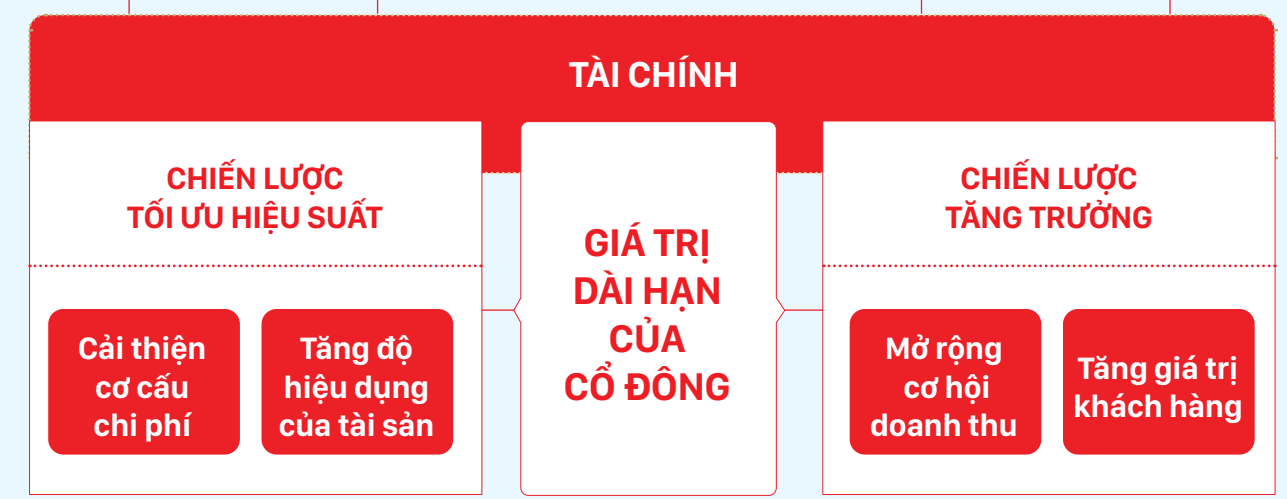 TÀI CHÍNH
CHIẾN LƯỢC
TỐI ƯU HIỆU SUẤT
Cải thiện
cơ cấu
chi phí
Tăng độ
hiệu dụng
của tài sản
GIÁ TRỊ
DÀI HẠN
CỦA
CỔ ĐÔNG
CHIẾN LƯỢC
TĂNG TRƯỞNG
Mở rộng
cơ hội
doanh thu
Tăng giá trị
khách hàng